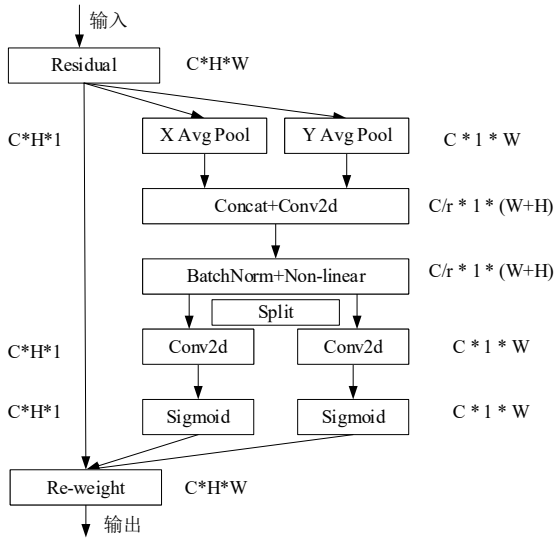 输入
Residual C*H*W
C*H*1 X Avg Pool Y Avg Pool C * 1 * W
Concat+Conv2d C/r * 1 * (W+H)
BatchNorm+Non-linear C/r * 1 * (W+H)
Split
C*H*1 Conv2d Conv2d C * 1 * W
C*H*1 Sigmoid Sigmoid C * 1 * W
Re-weight C*H*W
输出